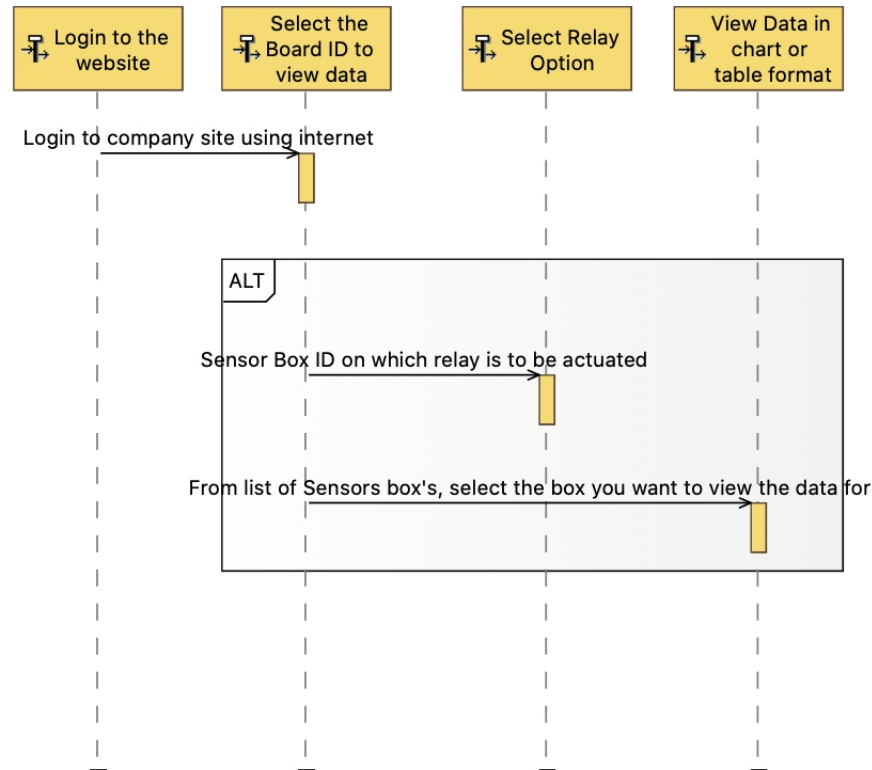 Login to the
website
Select the
Board ID to
view data
Select Relay
Option
View Data in
chart or
table format
Login to company site using internet
ALT
Sensor Box ID on which relay is to be actuated
From list of Sensors box's, select the box you want to view the data for